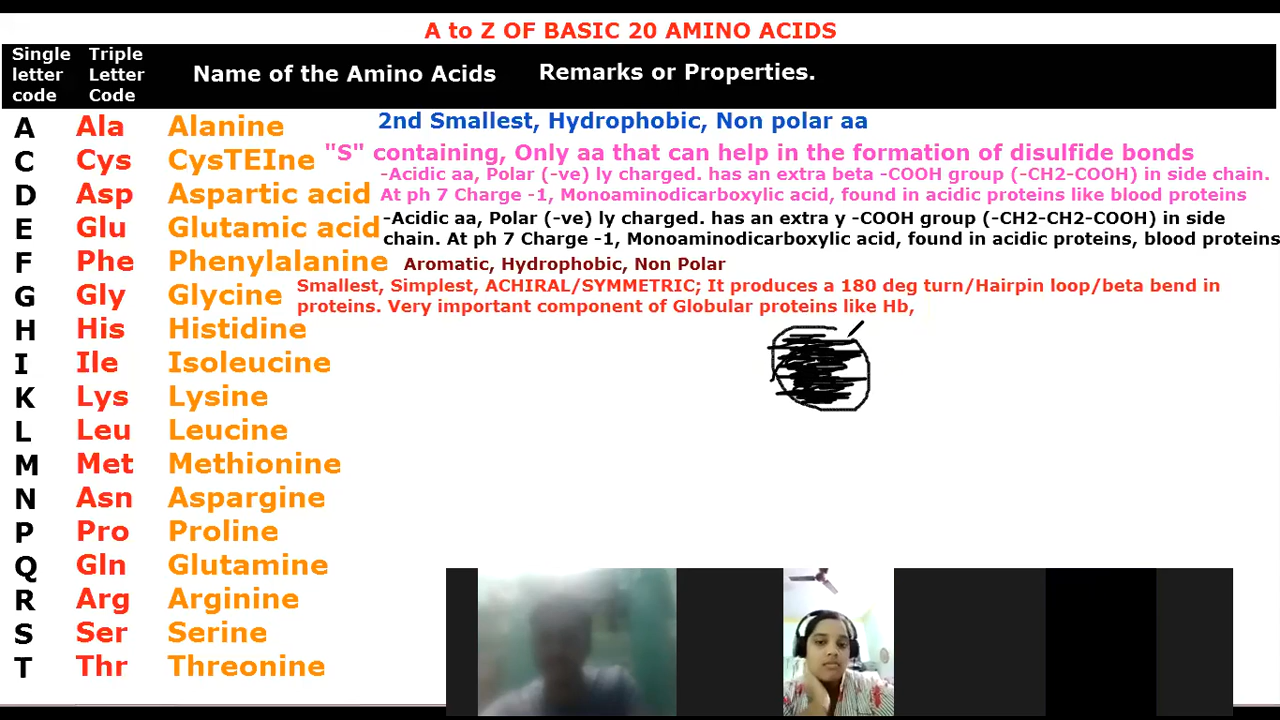 A to Z OF BASIC 20 AMINO ACIDS
Single letter code Triple Letter Code Name of the Amino Acids Remarks or Properties.
A Ala Alanine 2nd Smallest, Hydrophobic, Non polar aa
C Cys CysTEIne "S" containing, Only aa that can help in the formation of disulfide bonds
D Asp Aspartic acid -Acidic aa, Polar (-ve) ly charged. has an extra beta -COOH group (-CH2-COOH) in side chain.
At ph 7 Charge -1, Monoaminodicarboxylic acid, found in acidic proteins like blood proteins
E Glu Glutamic acid -Acidic aa, Polar (-ve) ly charged. has an extra y -COOH group (-CH2-CH2-COOH) in side
chain. At ph 7 Charge -1, Monoaminodicarboxylic acid, found in acidic proteins, blood proteins
F Phe Phenylalanine Aromatic, Hydrophobic, Non Polar
G Gly Glycine Smallest, Simplest, ACHIRAL/SYMMETRIC; It produces a 180 deg turn/Hairpin loop/beta bend in
proteins. Very important component of Globular proteins like Hb,
H His Histidine
I Ile Isoleucine
K Lys Lysine
L Leu Leucine
M Met Methionine
N Asn Aspargine
P Pro Proline
Q Gln Glutamine
R Arg Arginine
S Ser Serine
T Thr Threonine